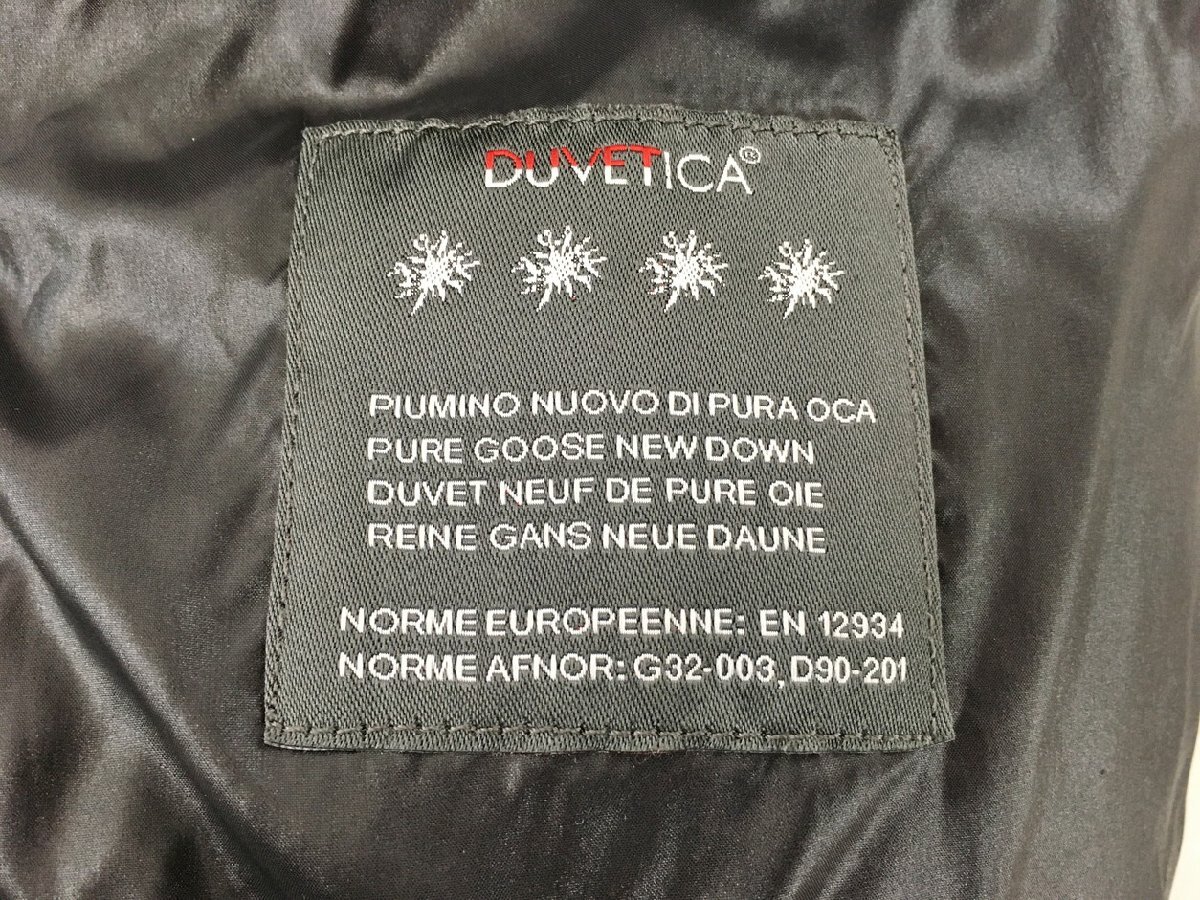 DUVETICA®
PIUMINO NUOVO DI PURA OCA
PURE GOOSE NEW DOWN
DUVET NEUF DE PURE OIE
REINE GANS NEUE DAUNE
NORME EUROPEENNE: EN 12934
NORME AFNOR: G32-003, D90-201